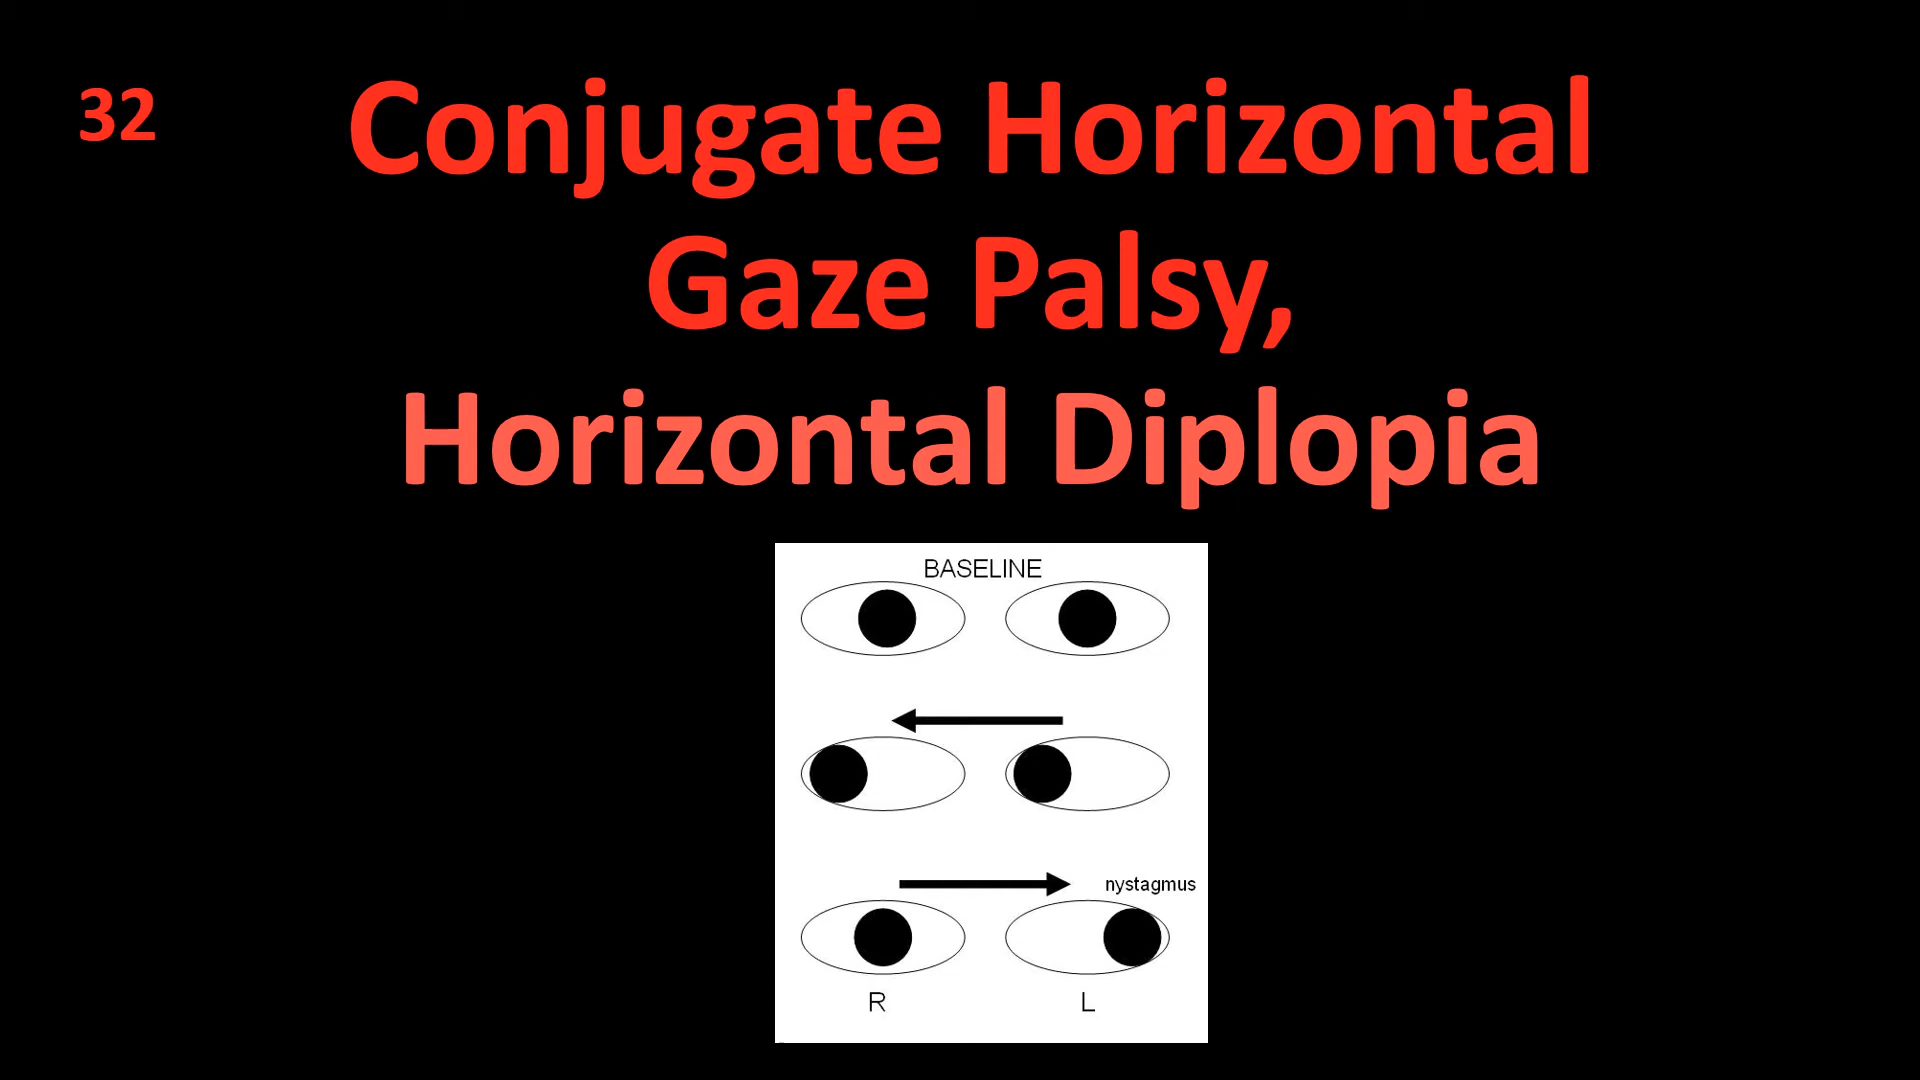 32
Conjugate Horizontal
Gaze Palsy,
Horizontal Diplopia
BASELINE
nystagmus
R L